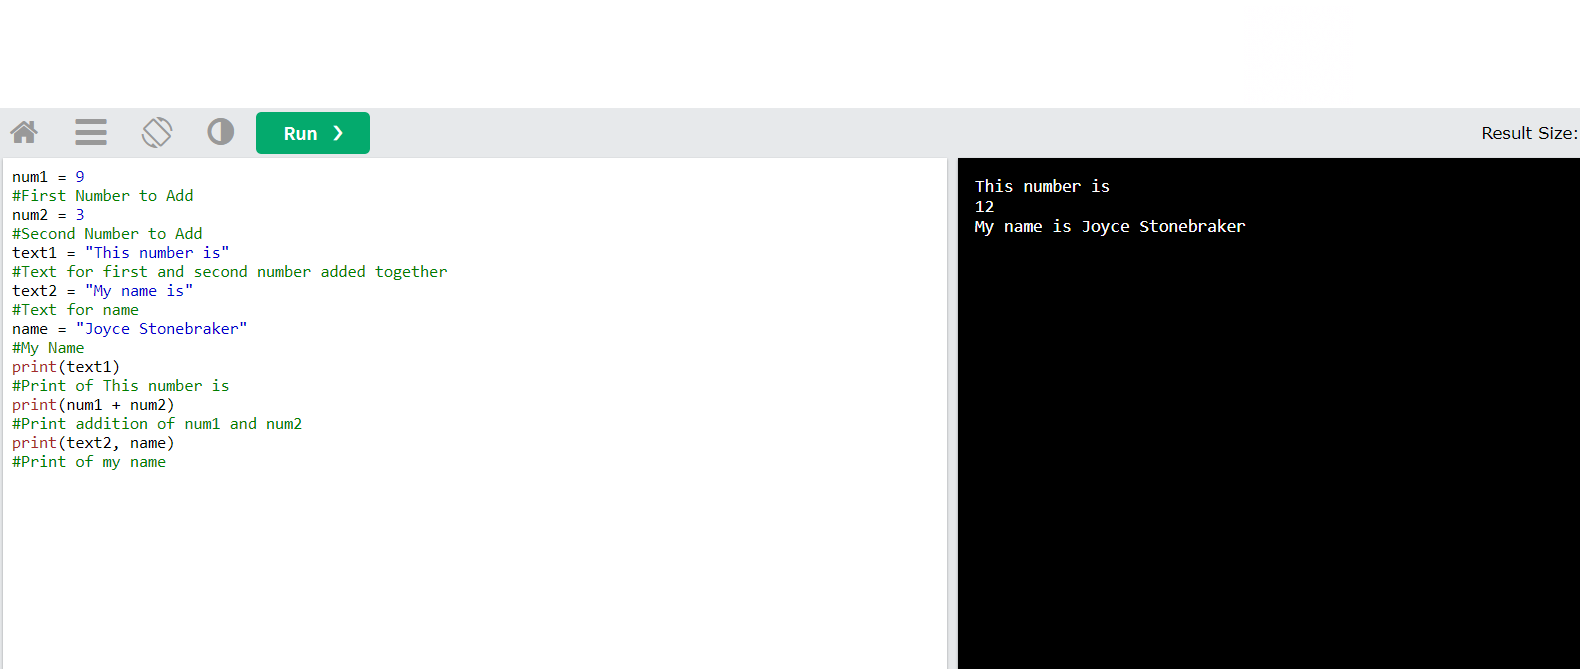 Run ❯
Result Size:
num1 = 9
#First Number to Add
num2 = 3
#Second Number to Add
text1 = "This number is"
#Text for first and second number added together
text2 = "My name is"
#Text for name
name = "Joyce Stonebraker"
#My Name
print(text1)
#Print of This number is
print(num1 + num2)
#Print addition of num1 and num2
print(text2, name)
#Print of my name
This number is
12
My name is Joyce Stonebraker